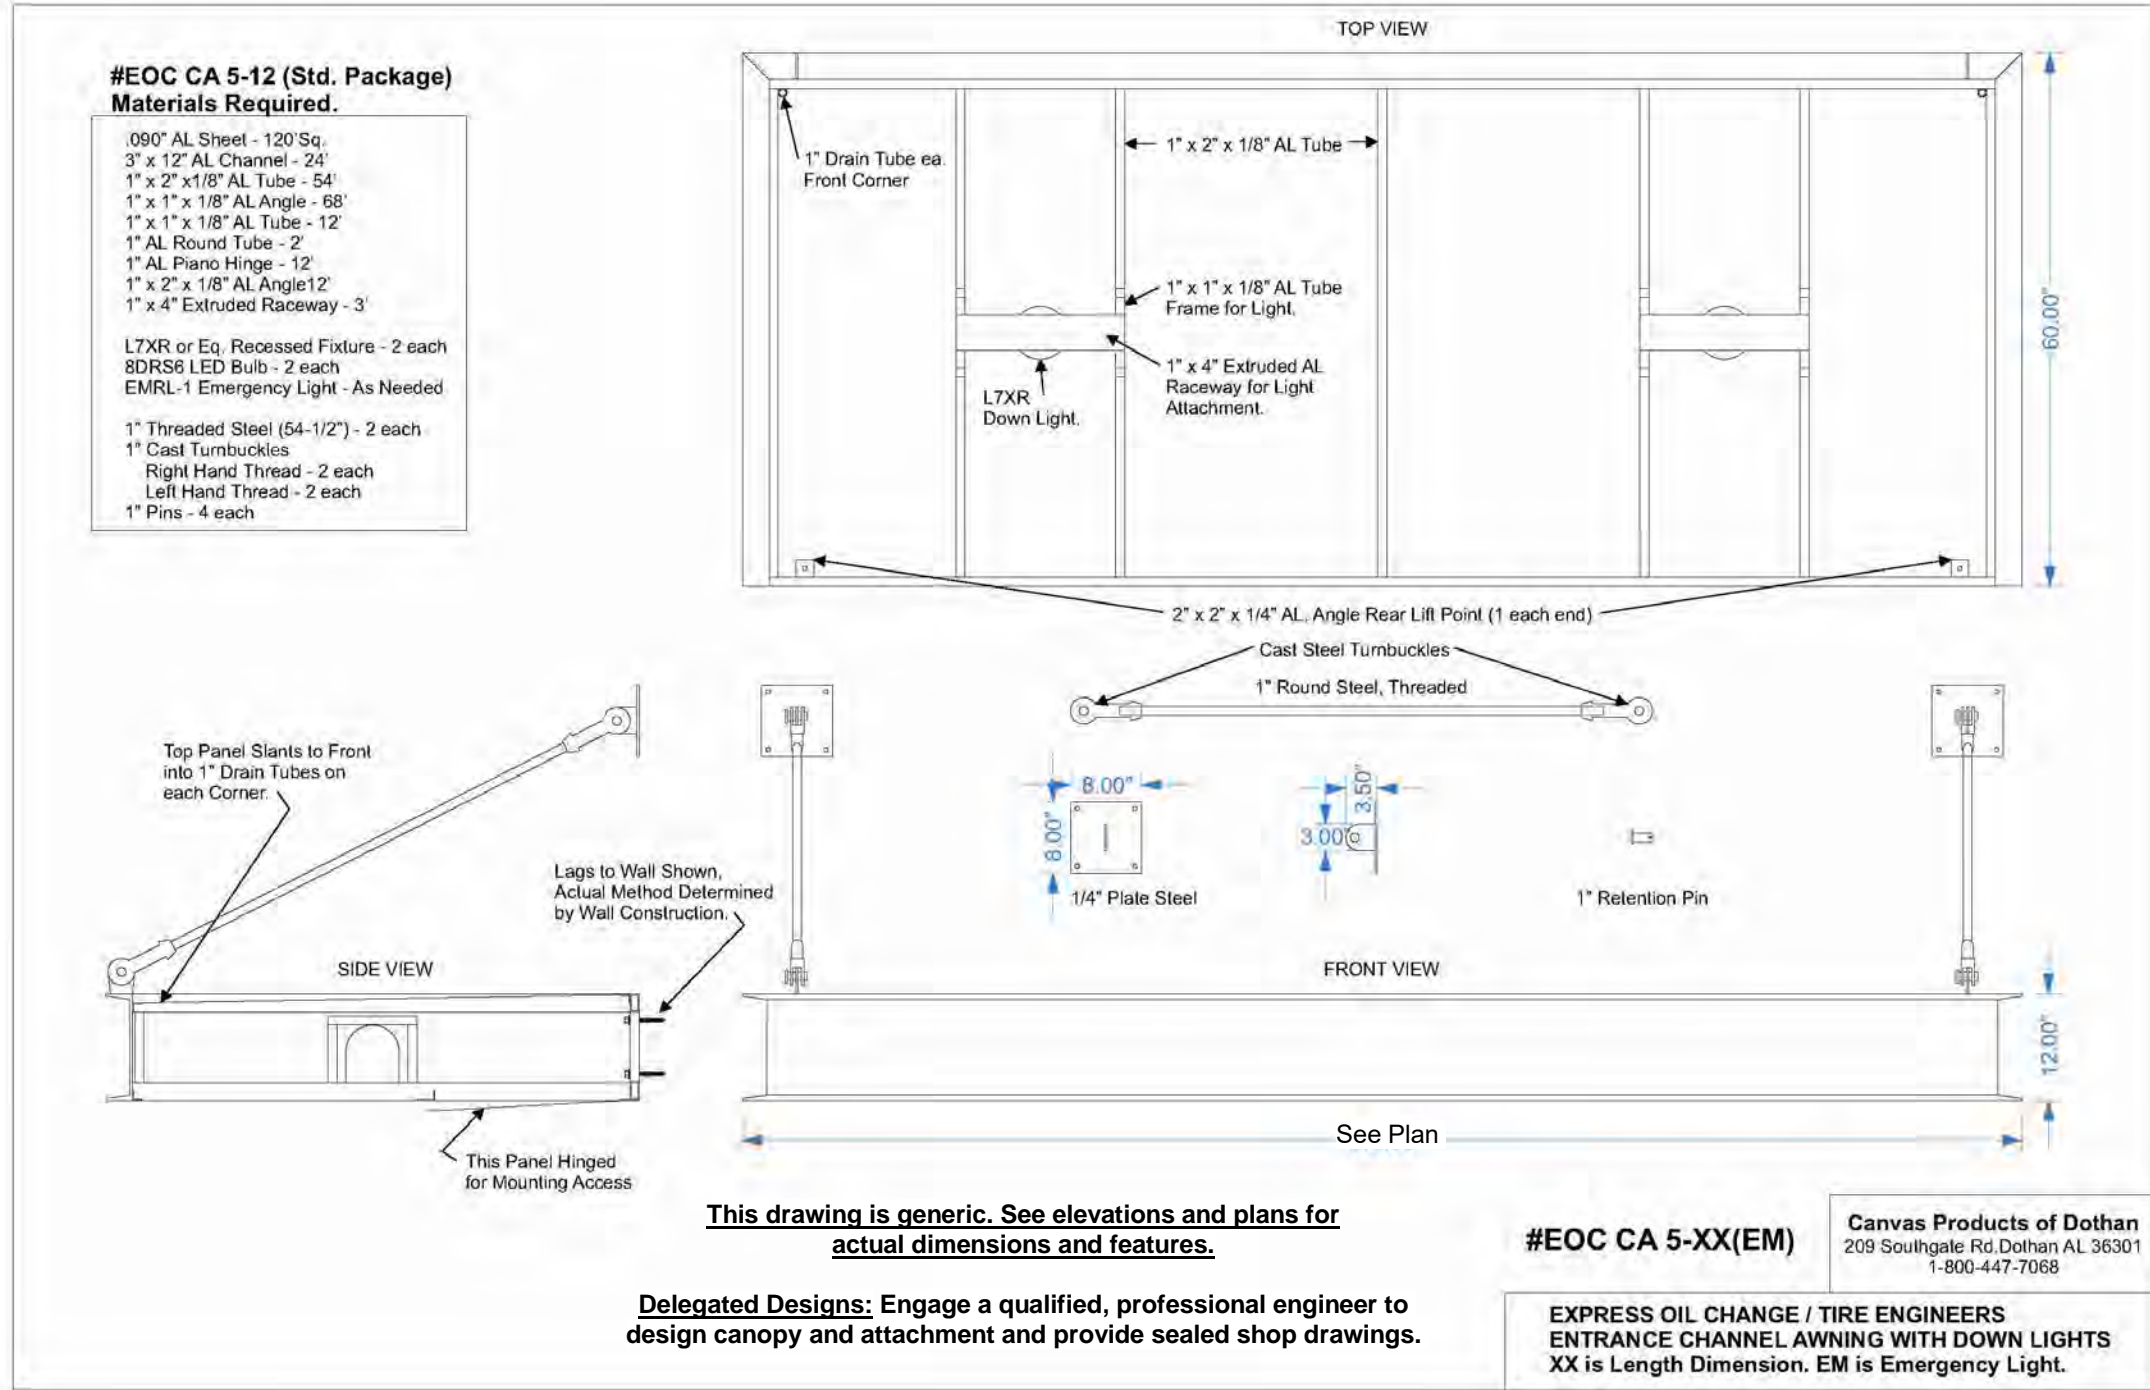 TOP VIEW
#EOC CA 5-12 (Std. Package)
Materials Required.
.090" AL Sheet - 120'Sq.
3" x 12" AL Channel - 24'
1" x 2" x1/8" AL Tube - 54'
1" x 1" x 1/8" AL Angle - 68'
1" x 1" x 1/8" AL Tube - 12'
1" AL Round Tube - 2'
1" AL Piano Hinge - 12'
1" x 2" x 1/8" AL Angle12'
1" x 4" Extruded Raceway - 3'
L7XR or Eq. Recessed Fixture - 2 each
8DRS6 LED Bulb - 2 each
EMRL-1 Emergency Light - As Needed
1" Threaded Steel (54-1/2") - 2 each
1" Cast Turnbuckles
Right Hand Thread - 2 each
Left Hand Thread - 2 each
1" Pins - 4 each
1" Drain Tube ea.
Front Corner
1" x 2" x 1/8" AL Tube
1" x 1" x 1/8" AL Tube
Frame for Light.
1" x 4" Extruded AL
Raceway for Light
Attachment.
L7XR
Down Light.
60.00"
2" x 2" x 1/4" AL. Angle Rear Lift Point (1 each end)
Cast Steel Turnbuckles
1" Round Steel, Threaded
Top Panel Slants to Front
into 1" Drain Tubes on
each Corner.
8.00"
8.00"
3.50"
3.00"
1/4" Plate Steel
1" Retention Pin
Lags to Wall Shown,
Actual Method Determined
by Wall Construction.
SIDE VIEW
FRONT VIEW
12.00"
See Plan
This Panel Hinged
for Mounting Access
This drawing is generic. See elevations and plans for
actual dimensions and features.
Delegated Designs: Engage a qualified, professional engineer to
design canopy and attachment and provide sealed shop drawings.
#EOC CA 5-XX(EM)
Canvas Products of Dothan
209 Southgate Rd,Dothan AL 36301
1-800-447-7068
EXPRESS OIL CHANGE / TIRE ENGINEERS
ENTRANCE CHANNEL AWNING WITH DOWN LIGHTS
XX is Length Dimension. EM is Emergency Light.